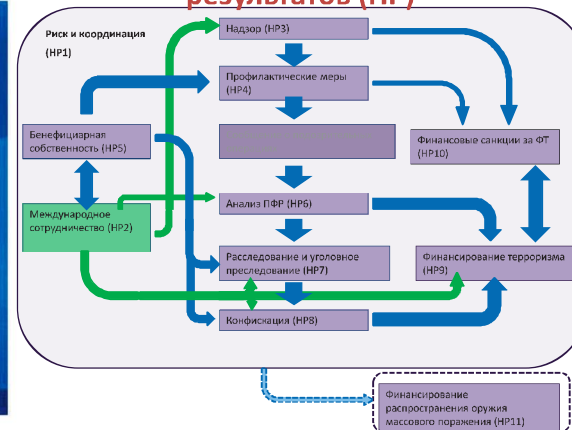 результатов (НР)
Риск и координация
(НР1)
Надзор (НР3)
Профилактические меры
(НР4)
Бенефициарная
собственность (НР5)
Финансовые санкции за ФТ
(НР10)
Анализ ПФР (НР6)
Международное
сотрудничество (НР2)
Расследование и уголовное
преследование (НР7)
Финансирование терроризма
(НР9)
Конфискация (НР8)
Финансирование
распространения оружия
массового поражения (НР11)